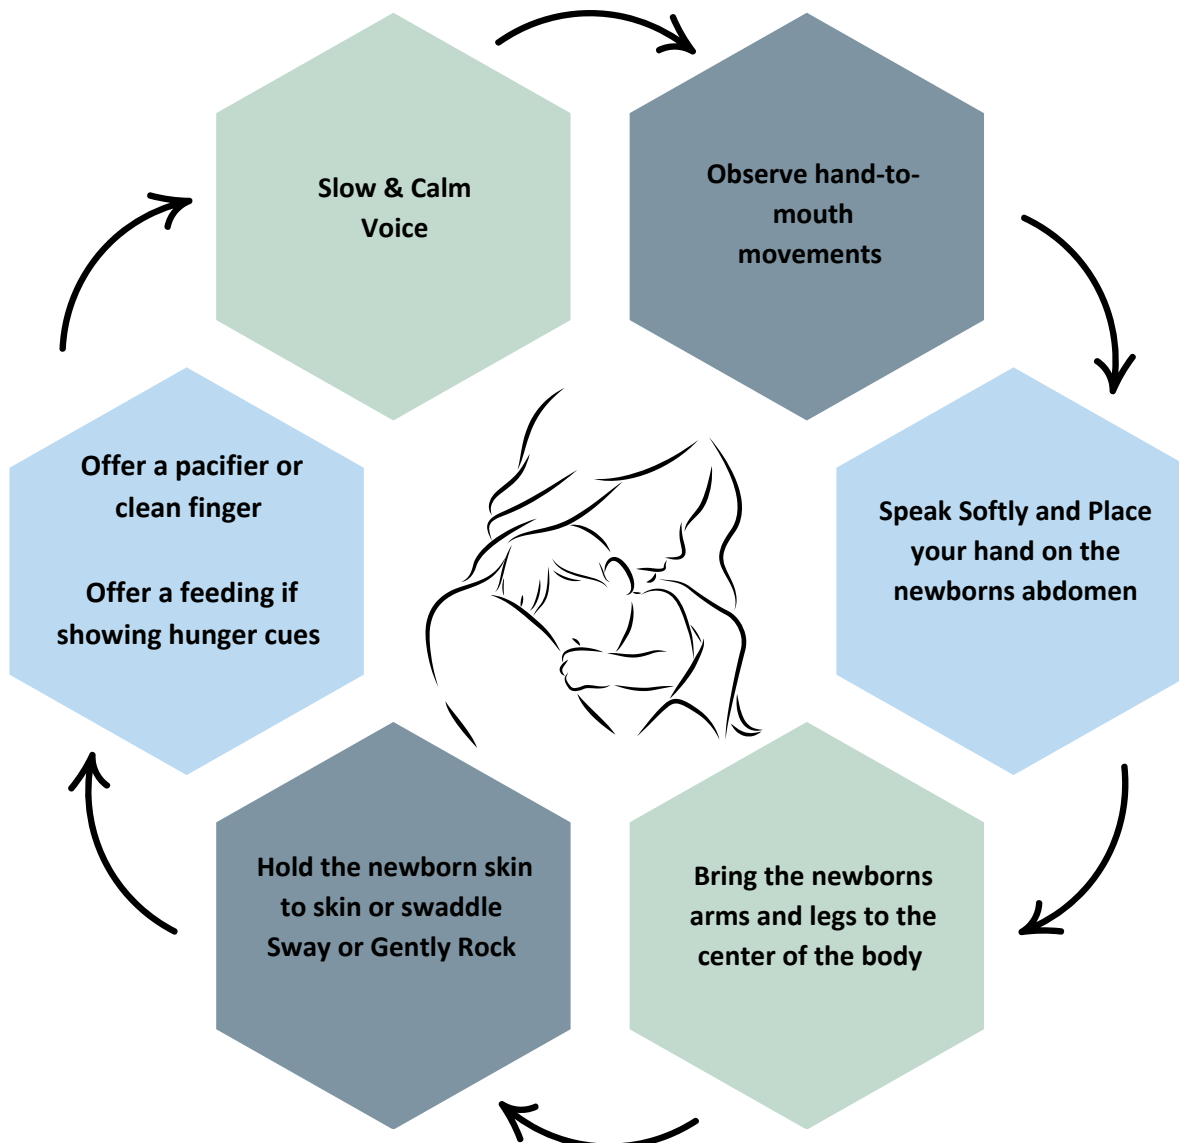 Slow & Calm
Voice
Observe hand-to-
mouth
movements
Speak Softly and Place
your hand on the
newborns abdomen
Bring the newborns
arms and legs to the
center of the body
Hold the newborn skin
to skin or swaddle
Sway or Gently Rock
Offer a pacifier or
clean finger
Offer a feeding if
showing hunger cues